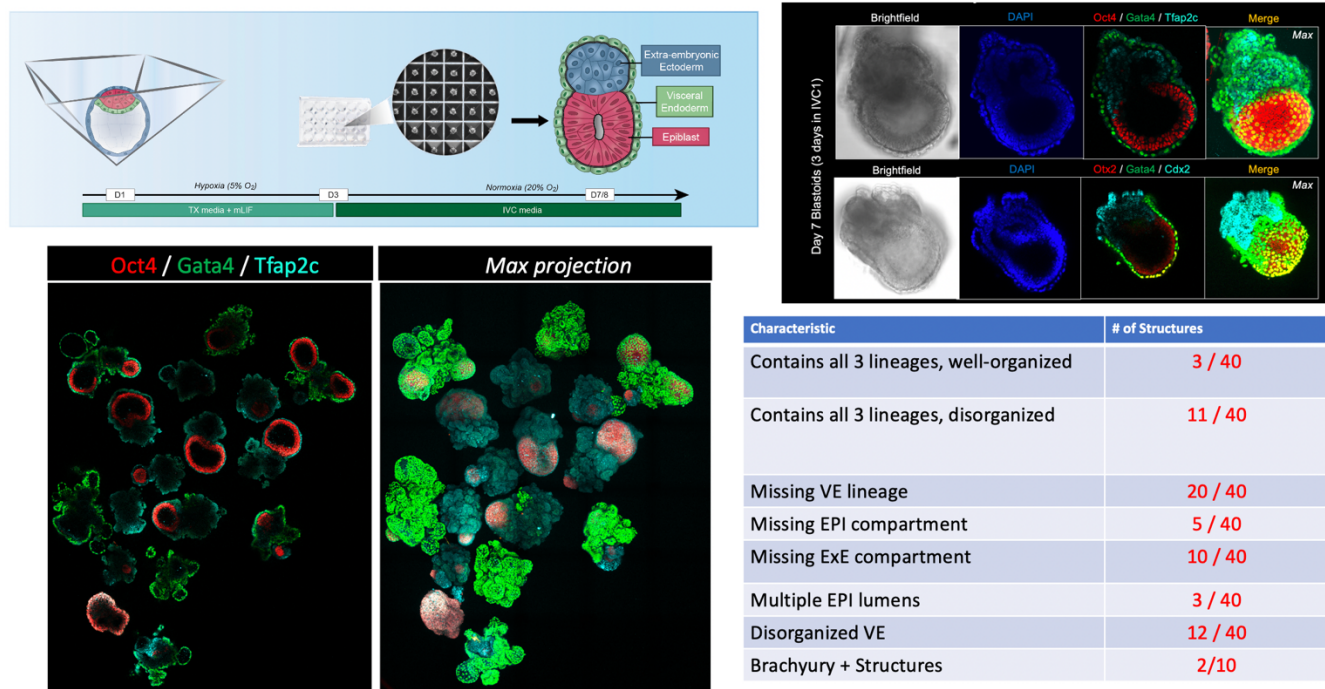 Extra-embryonic
Ectoderm
Visceral
Endoderm
Epiblast
Hypoxia (5% O₂)
Normoxia (20% O₂)
D1
D3
D7/8
TX media + mLIF
IVC media
Day 7 Blastoids (3 days in IVC1)
Brightfield
DAPI
Oct4 / Gata4 / Tfap2c
Merge
Max
Brightfield
DAPI
Otx2 / Gata4 / Cdx2
Merge
Max
Oct4 / Gata4 / Tfap2c
Max projection
Characteristic # of Structures
Contains all 3 lineages, well-organized 3 / 40
Contains all 3 lineages, disorganized 11 / 40
Missing VE lineage 20 / 40
Missing EPI compartment 5 / 40
Missing ExE compartment 10 / 40
Multiple EPI lumens 3 / 40
Disorganized VE 12 / 40
Brachyury + Structures 2/10